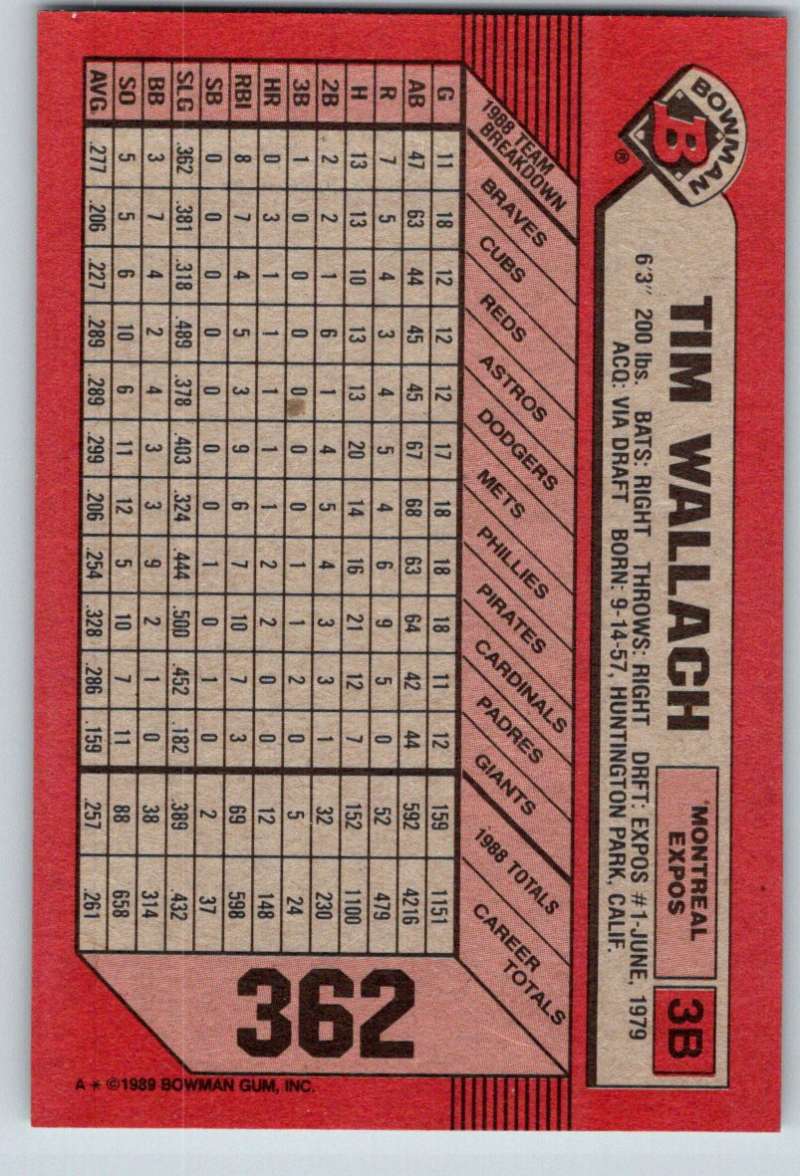 BOWMAN
B ®
TIM WALLACH
MONTREAL
EXPOS
3B
6'3" 200 lbs. BATS: RIGHT THROWS: RIGHT DRFT: EXPOS #1-JUNE, 1979
ACQ: VIA DRAFT BORN: 9-14-57, HUNTINGTON PARK, CALIF.
1988 TEAM
BREAKDOWN
BRAVES
CUBS
REDS
ASTROS
DODGERS
METS
PHILLIES
PIRATES
CARDINALS
PADRES
GIANTS
1988 TOTALS
CAREER
TOTALS
G 11 18 12 12 12 17 18 18 18 11 12 159 1151
AB 47 63 44 45 45 67 68 63 64 42 44 592 4216
R 7 5 4 3 4 5 4 6 9 5 0 52 479
H 13 13 10 13 13 20 14 16 21 12 7 152 1100
2B 2 2 1 6 1 4 5 4 3 3 1 32 230
3B 1 0 0 0 0 0 0 1 1 2 0 5 24
HR 0 3 1 1 1 1 1 2 2 0 0 12 148
RBI 8 7 4 5 3 9 6 7 10 7 3 69 598
SB 0 0 0 0 0 0 0 1 0 1 0 2 37
SLG .362 .381 .318 .489 .378 .403 .324 .444 .500 .452 .182 .389 .432
BB 3 7 4 2 4 3 3 9 2 1 0 38 314
SO 5 5 6 10 6 11 12 5 10 7 11 88 658
AVG .277 .206 .227 .289 .289 .299 .206 .254 .328 .286 .159 .257 .261
362
A * ©1989 BOWMAN GUM, INC.